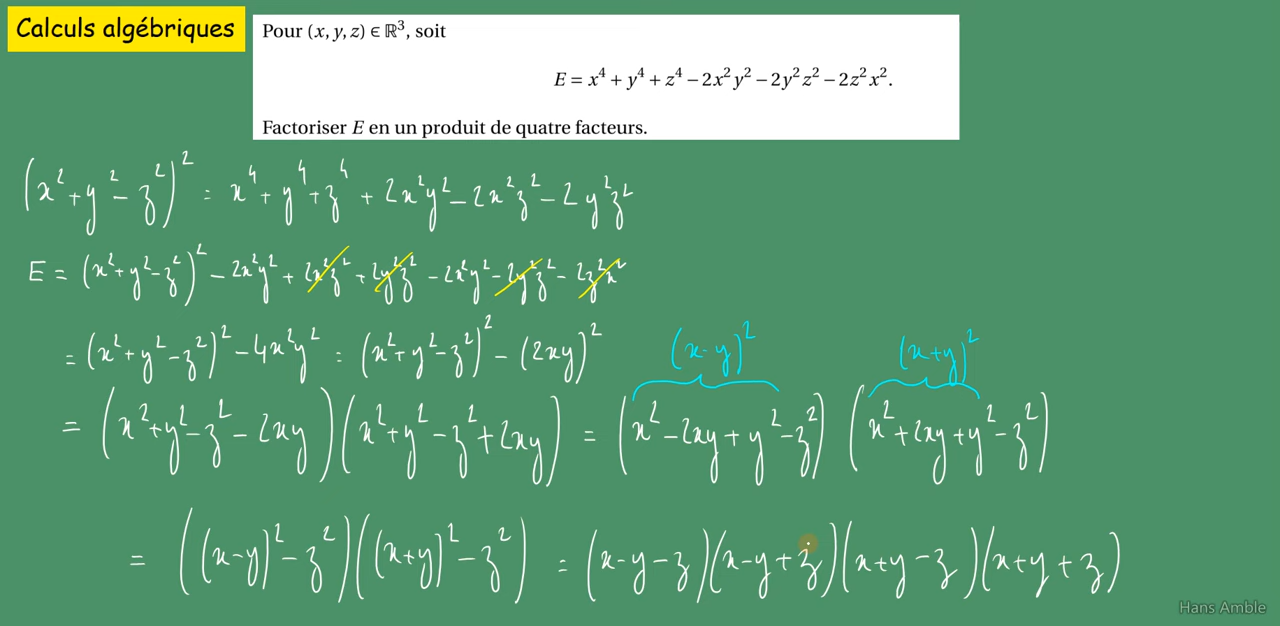 Calculs algébriques
Pour (x, y, z) ∈ ℝ³, soit
E = x⁴ + y⁴ + z⁴ − 2x²y² − 2y²z² − 2z²x².
Factoriser E en un produit de quatre facteurs.
(x² + y² − z²)² = x⁴ + y⁴ + z⁴ + 2x²y² − 2x²z² − 2y²z²
E = (x² + y² − z²)² − 2x²y² + 2x²z² + 2y²z² − 2x²y² − 2y²z² − 2z²x²
= (x² + y² − z²)² − 4x²y² = (x² + y² − z²)² − (2xy)²
(x − y)² (x + y)²
= (x² + y² − z² − 2xy)(x² + y² − z² + 2xy) = (x² − 2xy + y² − z²)(x² + 2xy + y² − z²)
= ((x − y)² − z²)((x + y)² − z²) = (x − y − z)(x − y + z)(x + y − z)(x + y + z)
Hans Amble